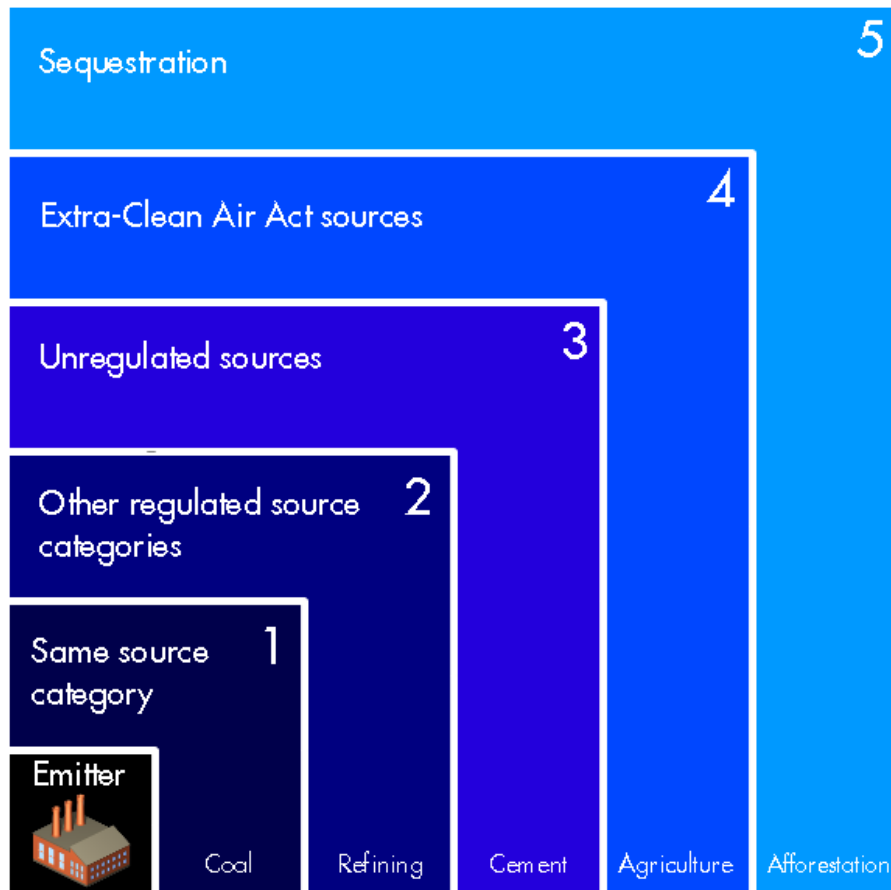 5
Sequestration
4
Extra-Clean Air Act sources
3
Unregulated sources
2
Other regulated source
categories
1
Same source
category
Emitter
Coal
Refining
Cement
Agriculture
Afforestation